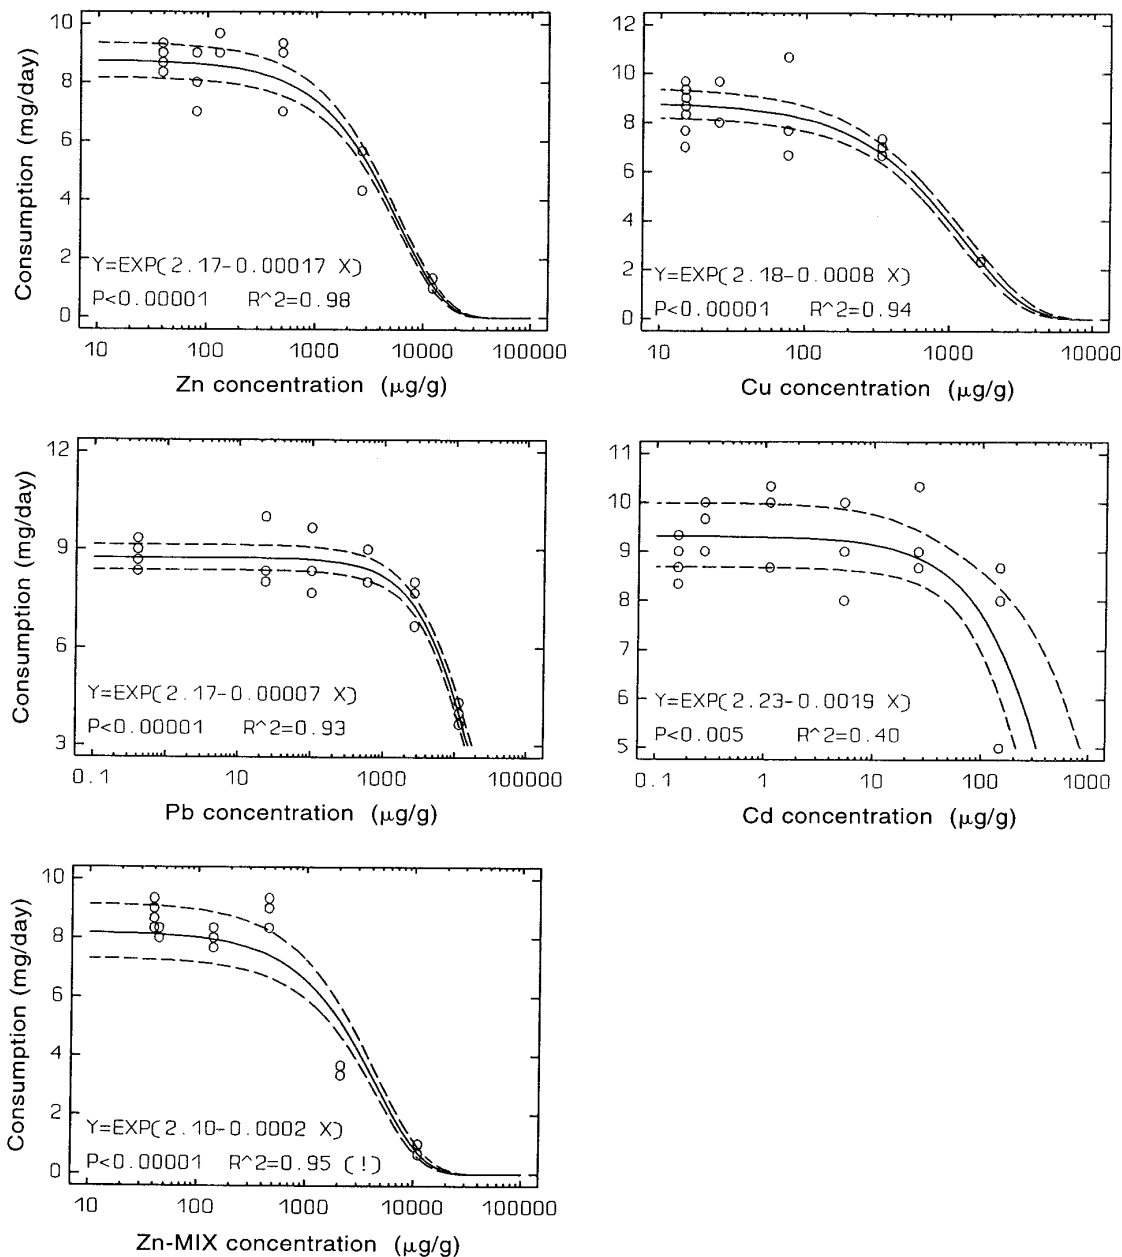 Consumption (mg/day)
10
8
6
4
2
0
Y=EXP(2.17-0.00017 X)
P<0.00001 R^2=0.98
10 100 1000 10000 100000
Zn concentration (µg/g)
12
10
8
6
4
2
0
Y=EXP(2.18-0.0008 X)
P<0.00001 R^2=0.94
10 100 1000 10000
Cu concentration (µg/g)
Consumption (mg/day)
12
9
6
3
Y=EXP(2.17-0.00007 X)
P<0.00001 R^2=0.93
0.1 10 1000 100000
Pb concentration (µg/g)
11
10
9
8
7
6
5
Y=EXP(2.23-0.0019 X)
P<0.005 R^2=0.40
0.1 1 10 100 1000
Cd concentration (µg/g)
Consumption (mg/day)
10
8
6
4
2
0
Y=EXP(2.10-0.0002 X)
P<0.00001 R^2=0.95 (!)
10 100 1000 10000 100000
Zn-MIX concentration (µg/g)